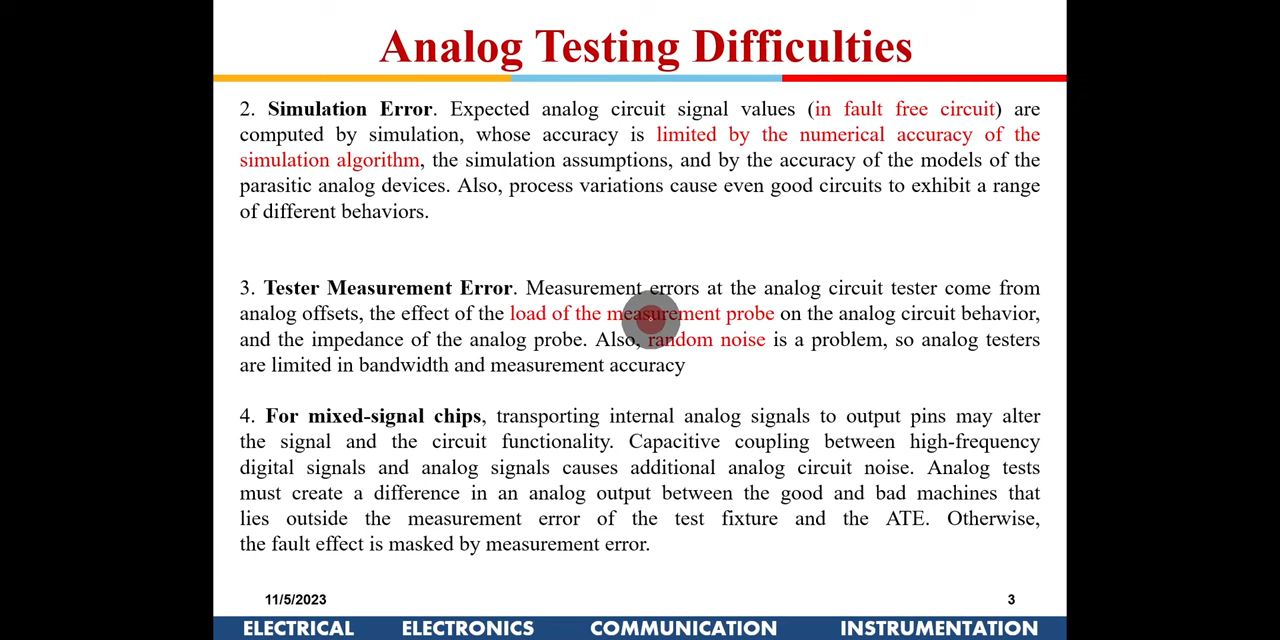 Analog Testing Difficulties
2. Simulation Error. Expected analog circuit signal values (in fault free circuit) are
computed by simulation, whose accuracy is limited by the numerical accuracy of the
simulation algorithm, the simulation assumptions, and by the accuracy of the models of the
parasitic analog devices. Also, process variations cause even good circuits to exhibit a range
of different behaviors.
3. Tester Measurement Error. Measurement errors at the analog circuit tester come from
analog offsets, the effect of the load of the measurement probe on the analog circuit behavior,
and the impedance of the analog probe. Also, random noise is a problem, so analog testers
are limited in bandwidth and measurement accuracy
4. For mixed-signal chips, transporting internal analog signals to output pins may alter
the signal and the circuit functionality. Capacitive coupling between high-frequency
digital signals and analog signals causes additional analog circuit noise. Analog tests
must create a difference in an analog output between the good and bad machines that
lies outside the measurement error of the test fixture and the ATE. Otherwise,
the fault effect is masked by measurement error.
11/5/2023 3
ELECTRICAL ELECTRONICS COMMUNICATION INSTRUMENTATION